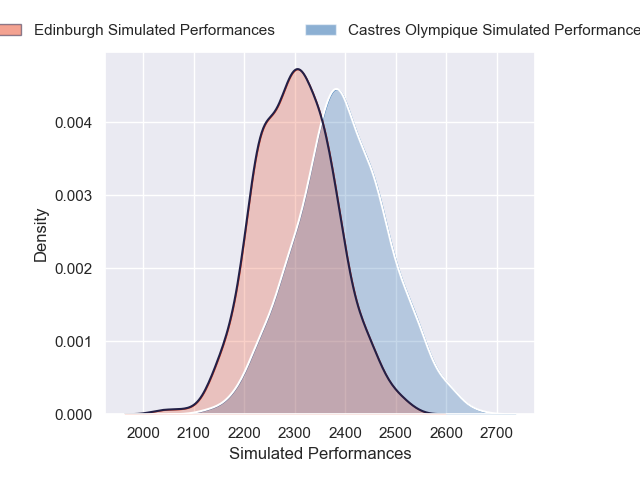 Edinburgh Simulated Performances
Castres Olympique Simulated Performance
0.004
0.003
0.002
0.001
0.000
Density
2000 2100 2200 2300 2400 2500 2600 2700
Simulated Performances